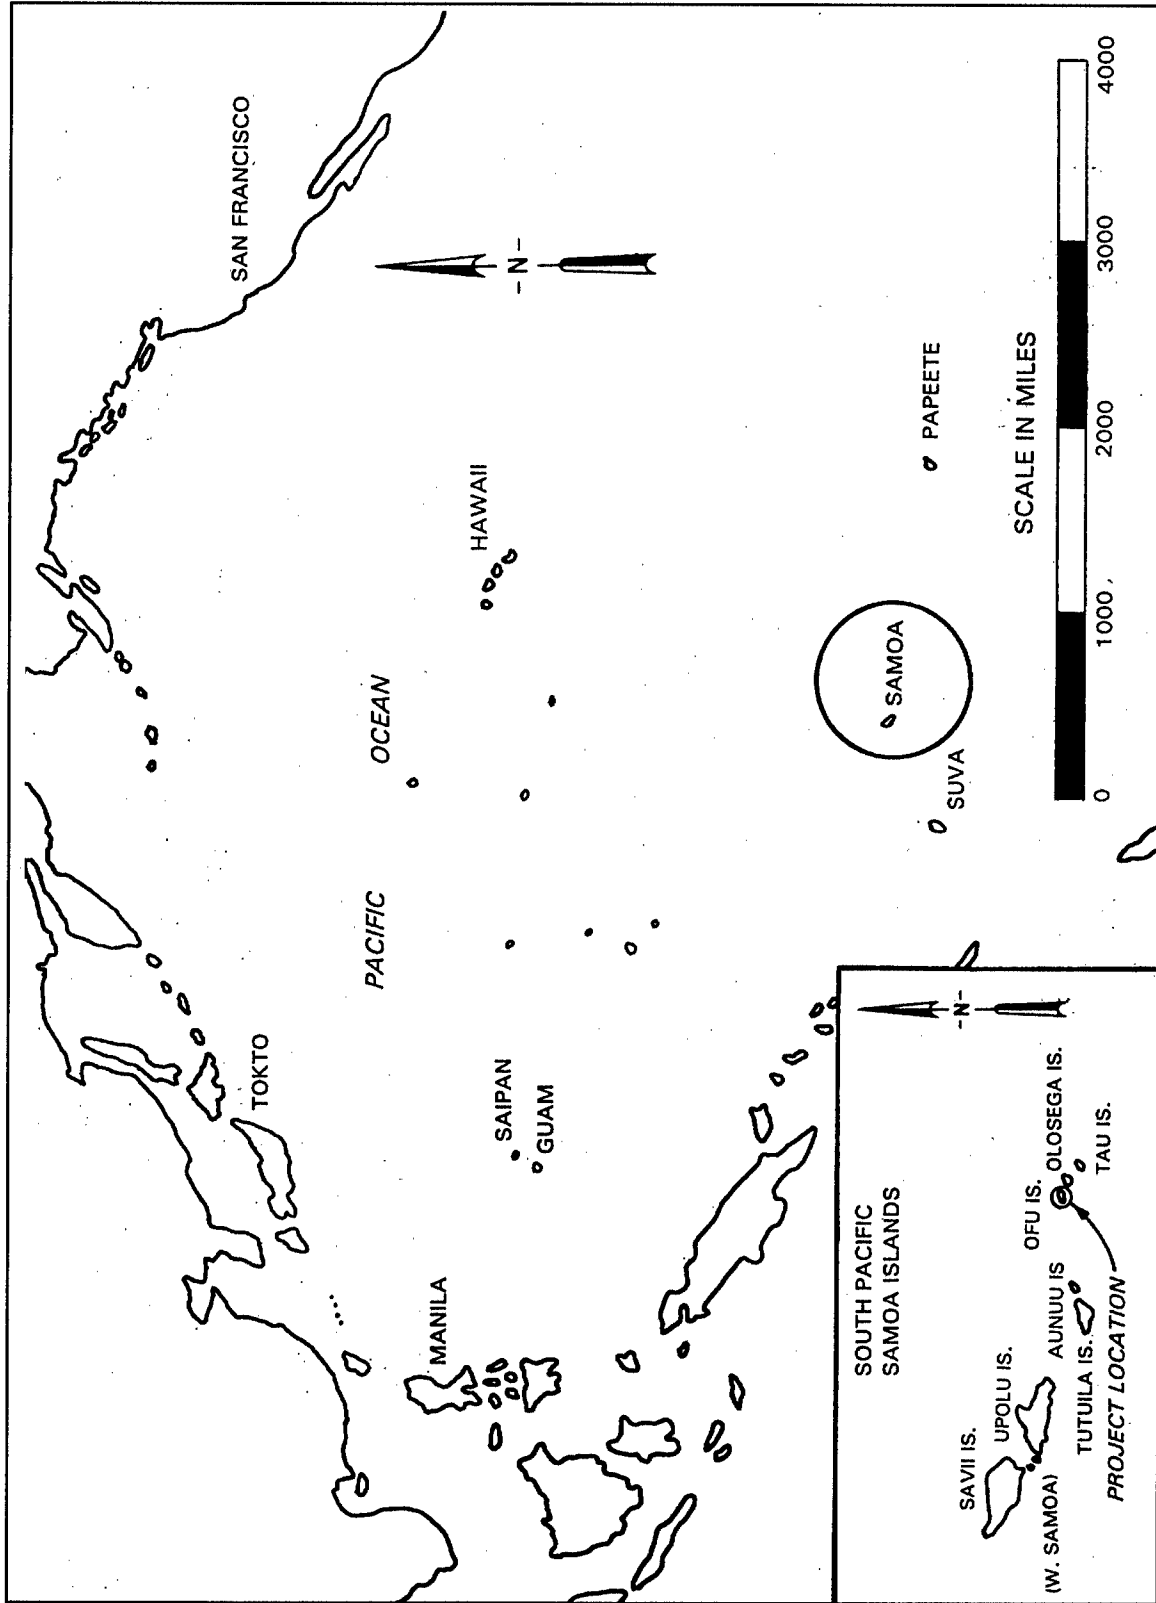 SAN FRANCISCO
-N-
TOKTO
PACIFIC
OCEAN
HAWAII
SAIPAN
GUAM
MANILA
SAMOA
SUVA
PAPEETE
SCALE IN MILES
0 1000 2000 3000 4000
SOUTH PACIFIC
SAMOA ISLANDS
-N-
SAVII IS.
UPOLU IS.
(W. SAMOA)
AUNUU IS
TUTUILA IS.
OFU IS.
OLOSEGA IS.
TAU IS.
PROJECT LOCATION